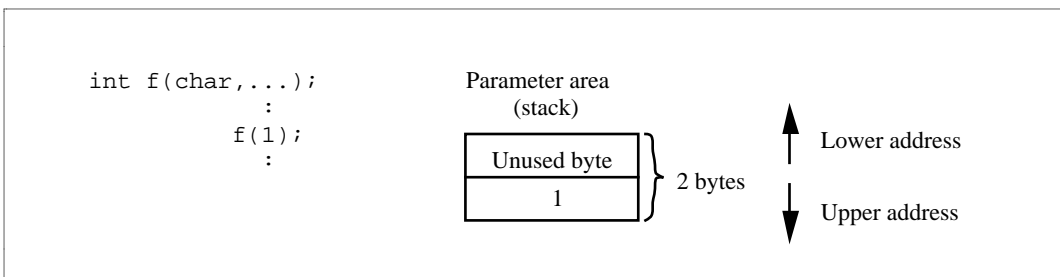 int f(char,...);
:
f(1);
:
Parameter area
(stack)
Unused byte
1
2 bytes
Lower address
Upper address